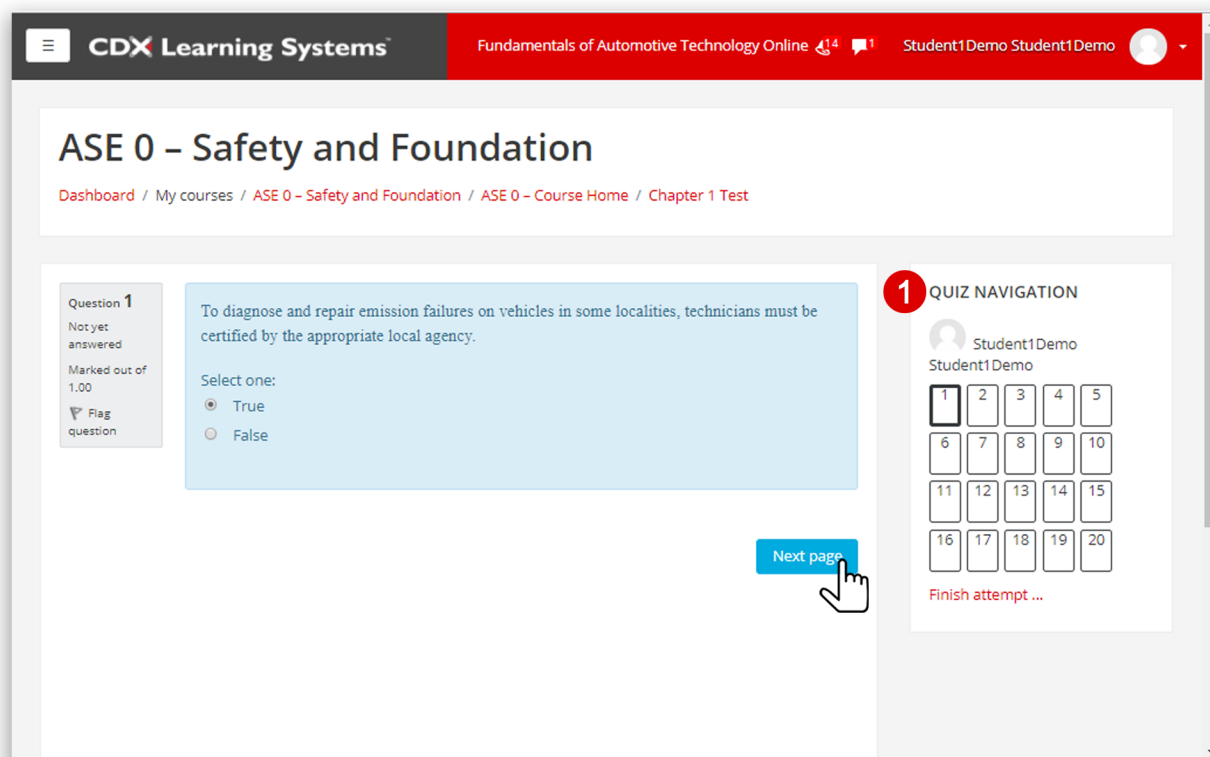 ☰ CDX Learning Systems™ Fundamentals of Automotive Technology Online 14 1 Student1Demo Student1Demo
ASE 0 – Safety and Foundation
Dashboard / My courses / ASE 0 – Safety and Foundation / ASE 0 – Course Home / Chapter 1 Test
Question 1
Not yet
answered
Marked out of
1.00
Flag
question
To diagnose and repair emission failures on vehicles in some localities, technicians must be
certified by the appropriate local agency.
Select one:
True
False
Next page
1 QUIZ NAVIGATION
Student1Demo
Student1Demo
1 2 3 4 5
6 7 8 9 10
11 12 13 14 15
16 17 18 19 20
Finish attempt ...